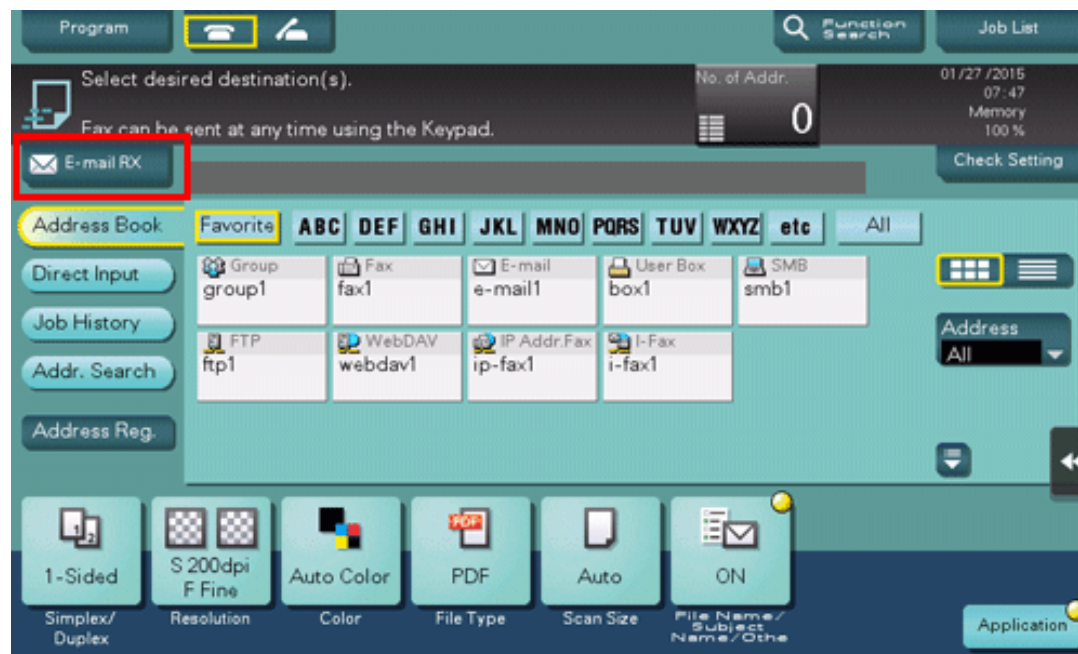 Program
Function
Search
Job List
Select desired destination(s).
No. of Addr.
01/27/2015
07:47
Fax can be sent at any time using the Keypad.
0
Memory
100 %
E-mail RX
Check Setting
Address Book
Favorite ABC DEF GHI JKL MNO PQRS TUV WXYZ etc All
Direct Input
Group Fax E-mail User Box SMB
group1 fax1 e-mail1 box1 smb1
Job History
Address
All
FTP WebDAV IP Addr.Fax I-Fax
ftp1 webdav1 ip-fax1 i-fax1
Addr. Search
Address Reg.
1 2
PDF
1-Sided
S 200dpi
F Fine
Auto Color
PDF
Auto
ON
Simplex/
Duplex
Resolution
Color
File Type
Scan Size
File Name/
Subject
Name/Othe
Application